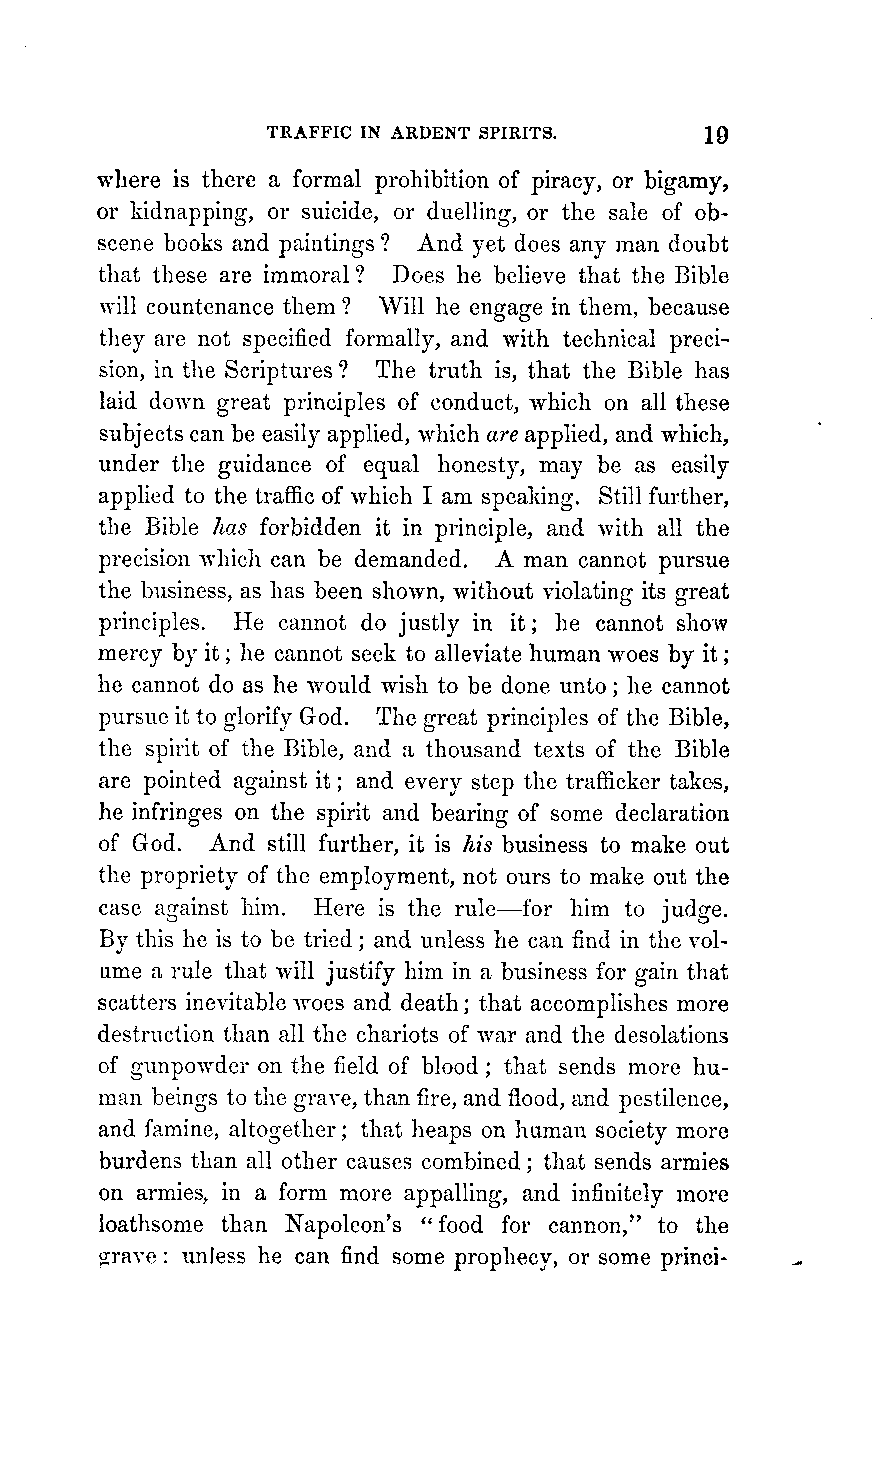 TRAFFIC IN ARDENT SPIRITS. 19
where is there a formal prohibition of piracy, or bigamy,
or kidnapping, or suicide, or duelling, or the sale of ob-
scene books and paintings? And yet does any man doubt
that these are immoral? Does he believe that the Bible
will countenance them? Will he engage in them, because
they are not specified formally, and with technical preci-
sion, in the Scriptures? The truth is, that the Bible has
laid down great principles of conduct, which on all these
subjects can be easily applied, which are applied, and which,
under the guidance of equal honesty, may be as easily
applied to the traffic of which I am speaking. Still further,
the Bible has forbidden it in principle, and with all the
precision which can be demanded. A man cannot pursue
the business, as has been shown, without violating its great
principles. He cannot do justly in it; he cannot show
mercy by it; he cannot seek to alleviate human woes by it;
he cannot do as he would wish to be done unto; he cannot
pursue it to glorify God. The great principles of the Bible,
the spirit of the Bible, and a thousand texts of the Bible
are pointed against it; and every step the trafficker takes,
he infringes on the spirit and bearing of some declaration
of God. And still further, it is his business to make out
the propriety of the employment, not ours to make out the
case against him. Here is the rule—for him to judge.
By this he is to be tried; and unless he can find in the vol-
ume a rule that will justify him in a business for gain that
scatters inevitable woes and death; that accomplishes more
destruction than all the chariots of war and the desolations
of gunpowder on the field of blood; that sends more hu-
man beings to the grave, than fire, and flood, and pestilence,
and famine, altogether; that heaps on human society more
burdens than all other causes combined; that sends armies
on armies, in a form more appalling, and infinitely more
loathsome than Napoleon's "food for cannon," to the
grave: unless he can find some prophecy, or some princi-